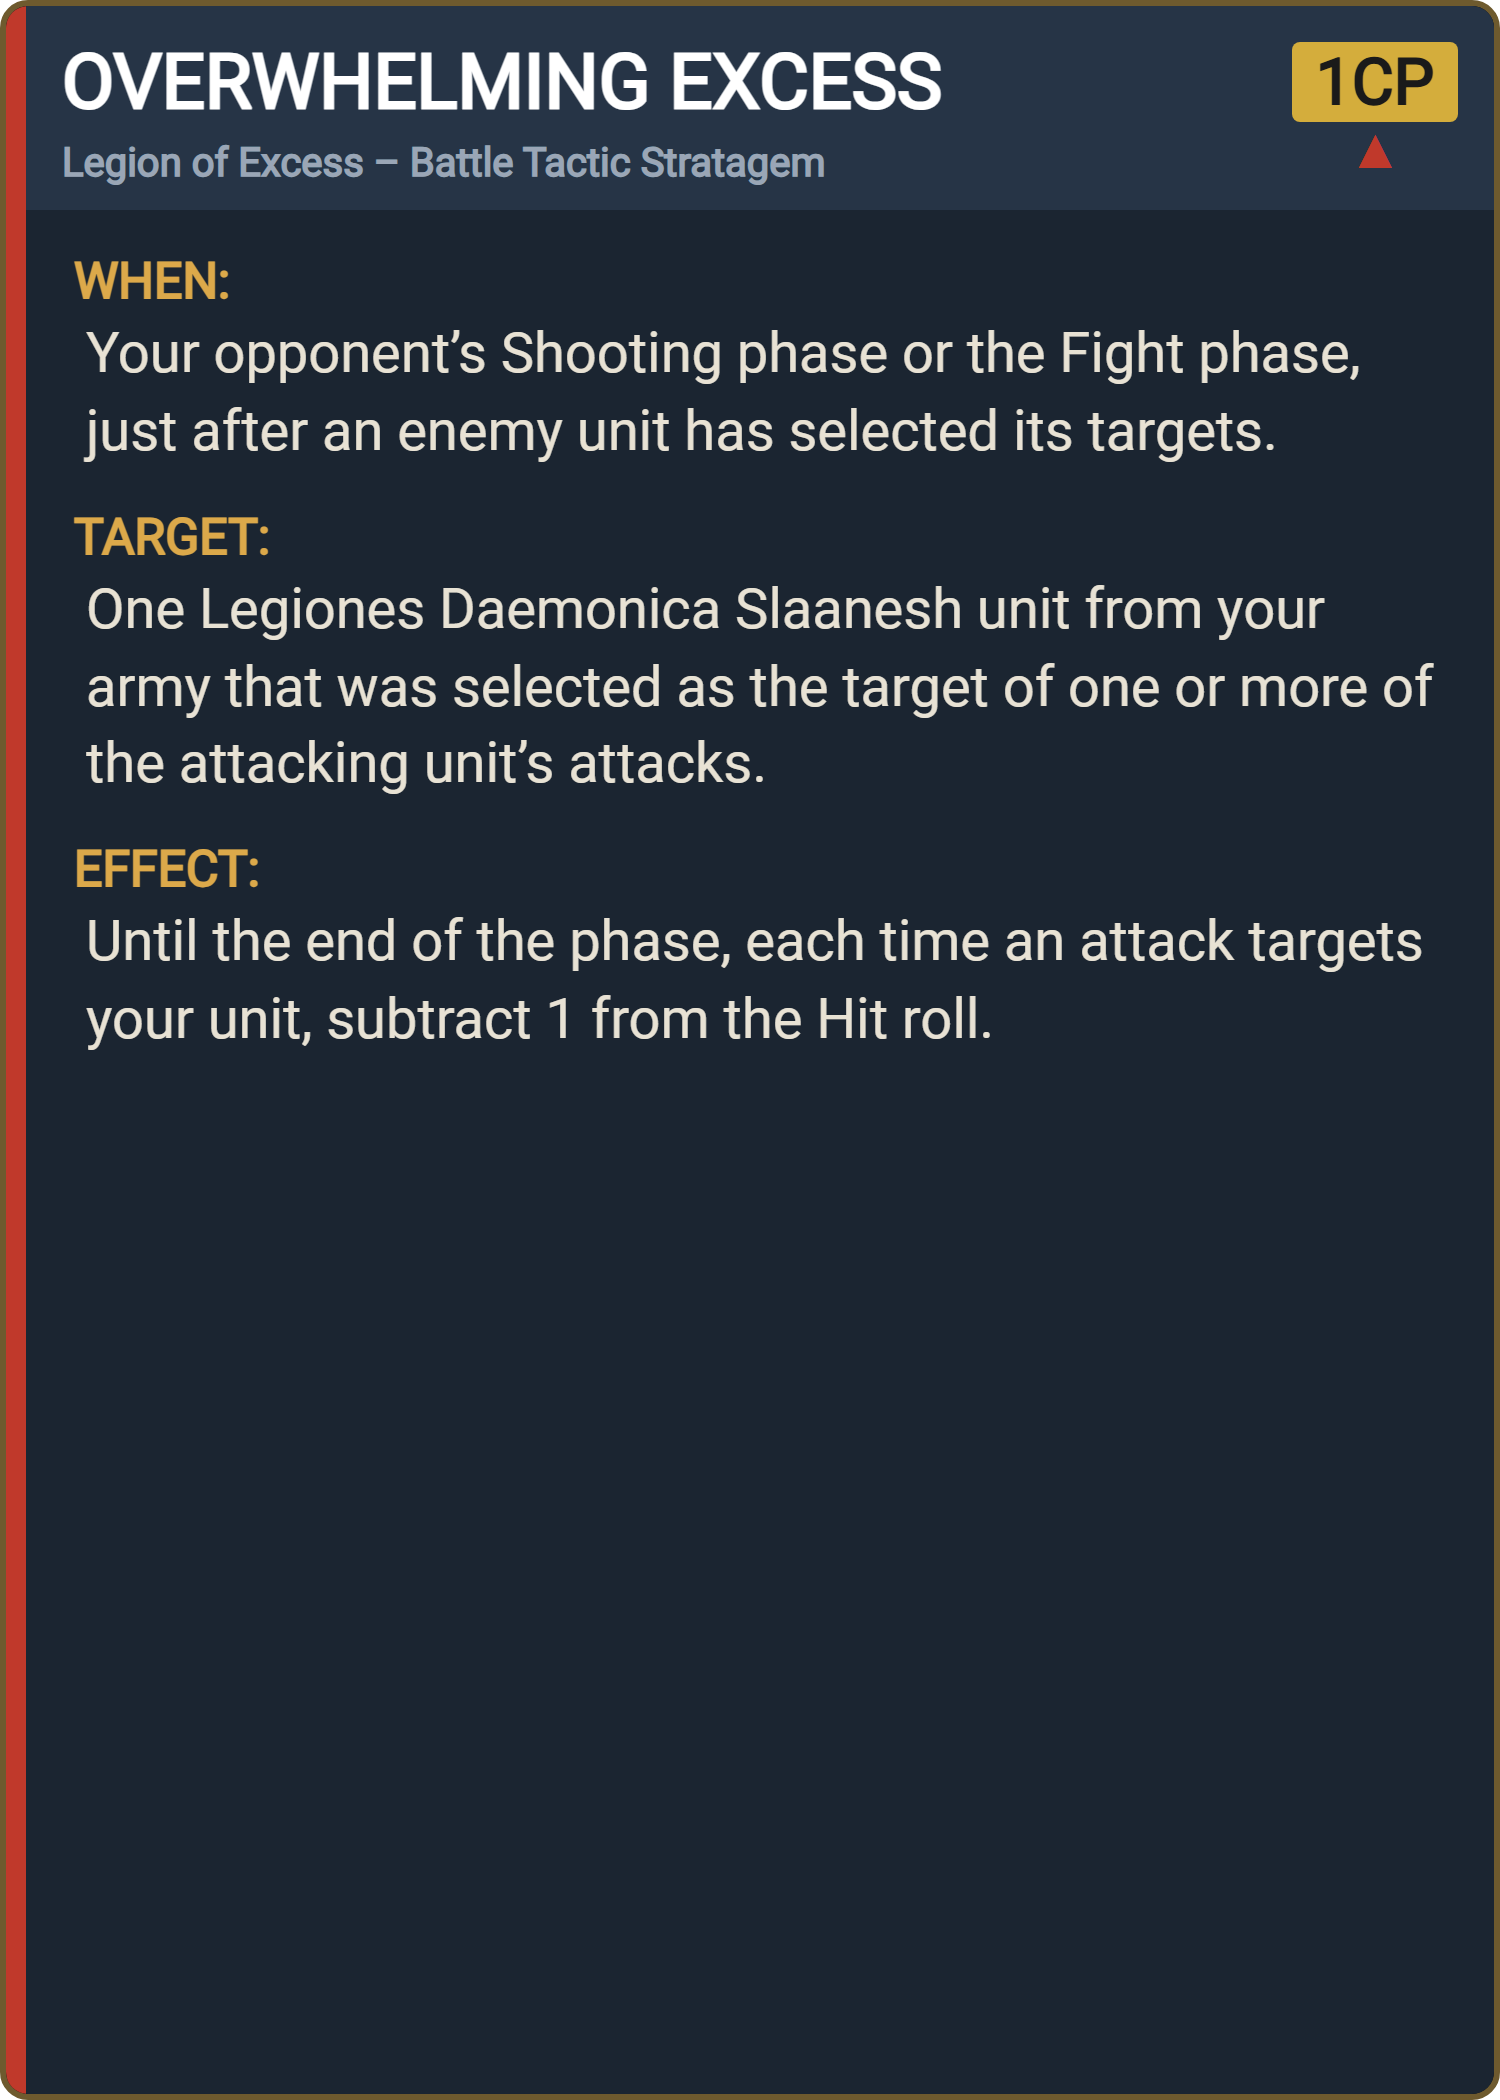 OVERWHELMING EXCESS
1CP
Legion of Excess – Battle Tactic Stratagem
WHEN:
Your opponent’s Shooting phase or the Fight phase,
just after an enemy unit has selected its targets.
TARGET:
One Legiones Daemonica Slaanesh unit from your
army that was selected as the target of one or more of
the attacking unit’s attacks.
EFFECT:
Until the end of the phase, each time an attack targets
your unit, subtract 1 from the Hit roll.